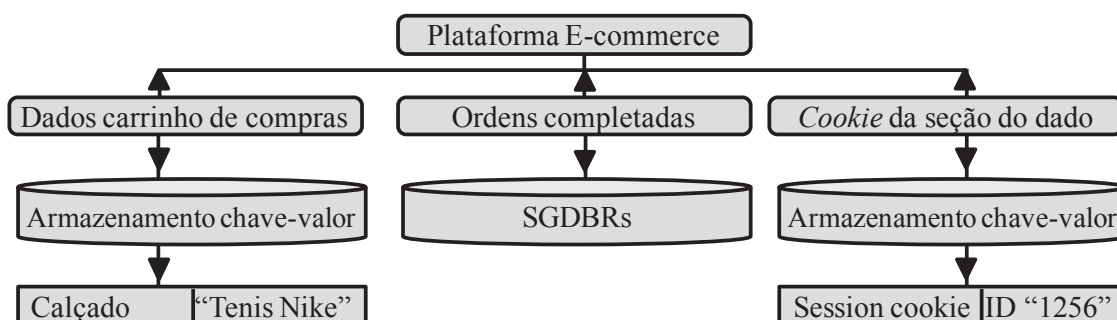 Plataforma E-commerce
Dados carrinho de compras
Ordens completadas
Cookie da seção do dado
Armazenamento chave-valor
SGDBRs
Armazenamento chave-valor
Calçado
“Tenis Nike”
Session cookie
ID “1256”